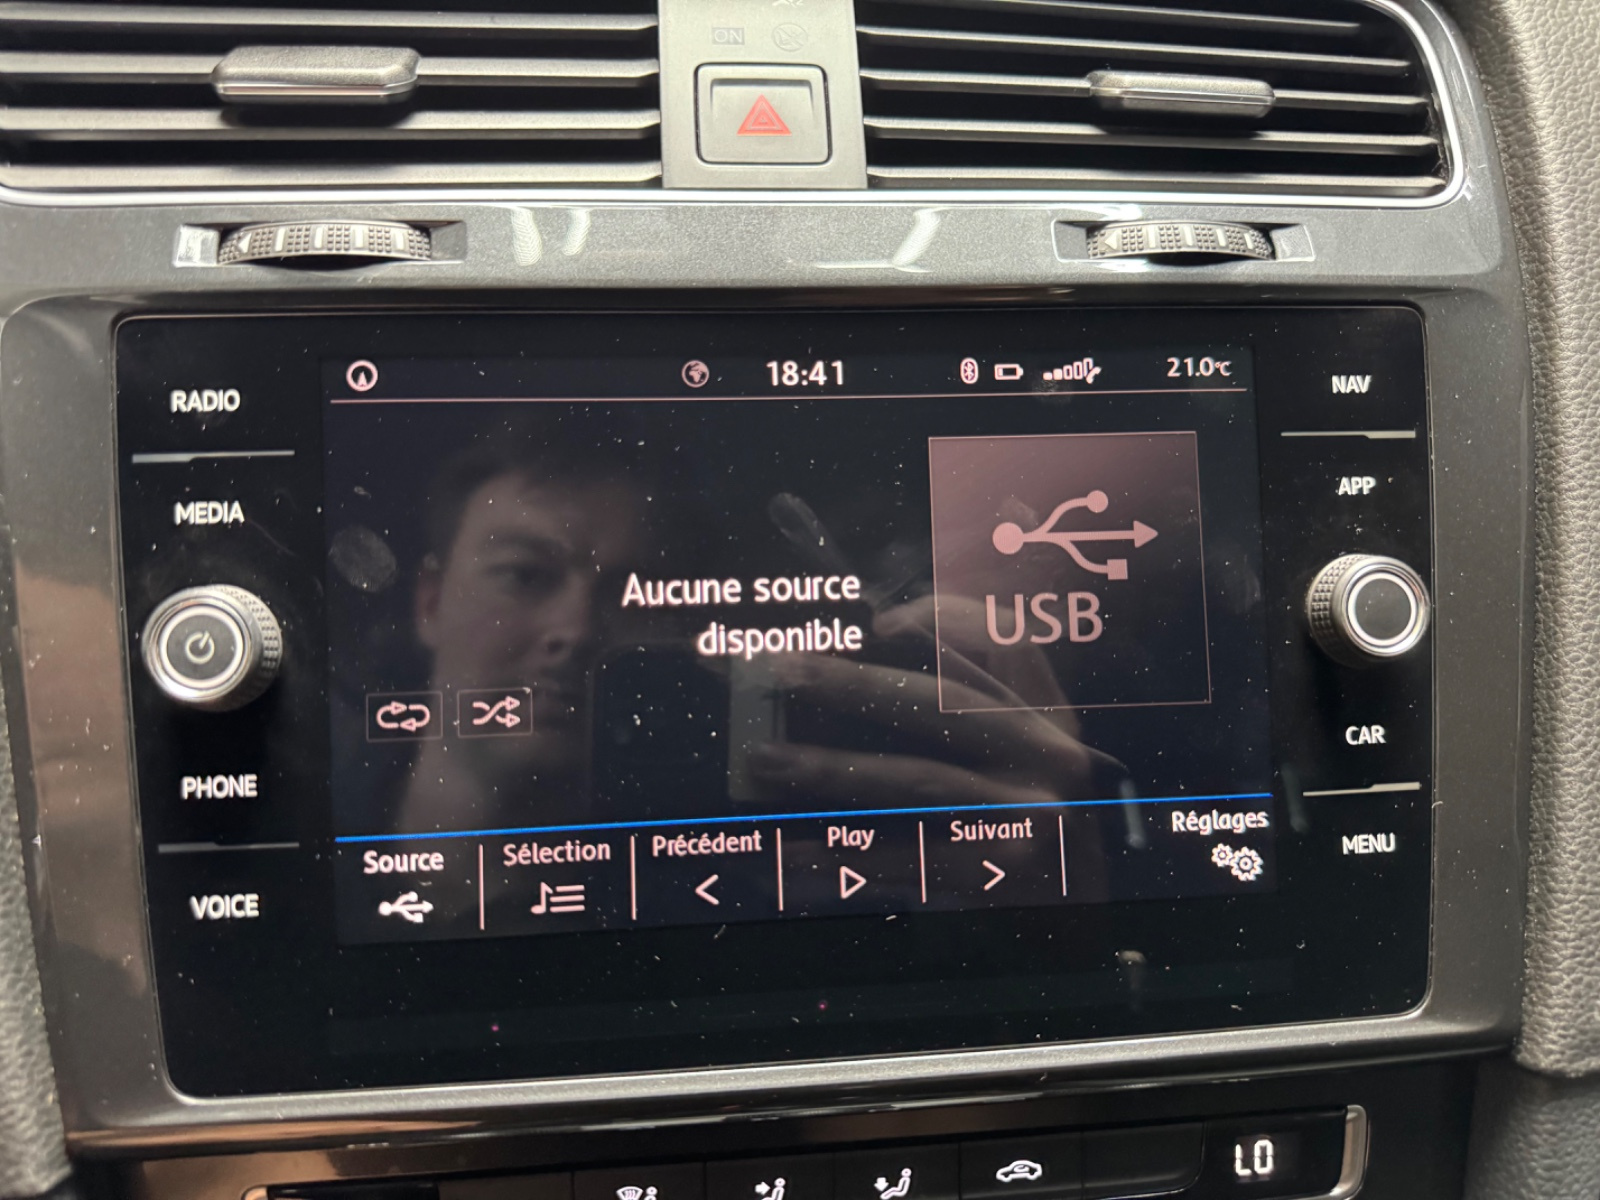 ON
18:41
21.0°C
RADIO
MEDIA
PHONE
VOICE
NAV
APP
CAR
MENU
Aucune source
disponible
USB
Source
Sélection
Précédent
Play
Suivant
Réglages
LO